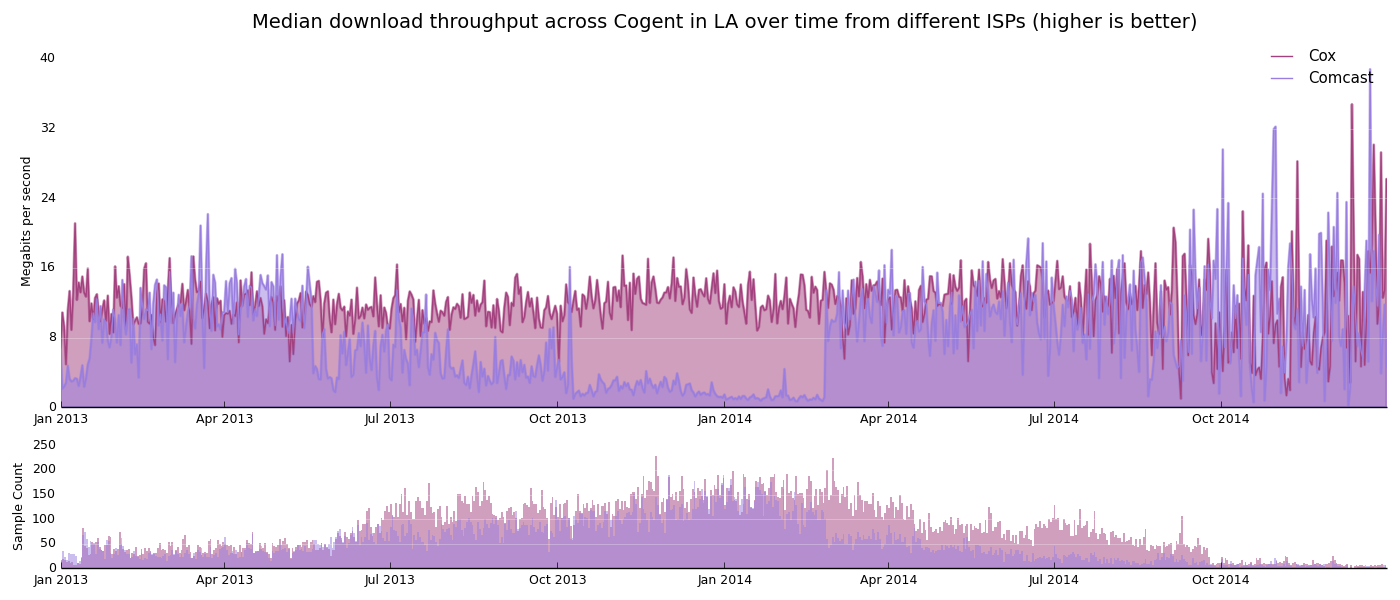 Median download throughput across Cogent in LA over time from different ISPs (higher is better)
Cox
Comcast
Megabits per second
40
32
24
16
8
0
Jan 2013 Apr 2013 Jul 2013 Oct 2013 Jan 2014 Apr 2014 Jul 2014 Oct 2014
Sample Count
250
200
150
100
50
0
Jan 2013 Apr 2013 Jul 2013 Oct 2013 Jan 2014 Apr 2014 Jul 2014 Oct 2014